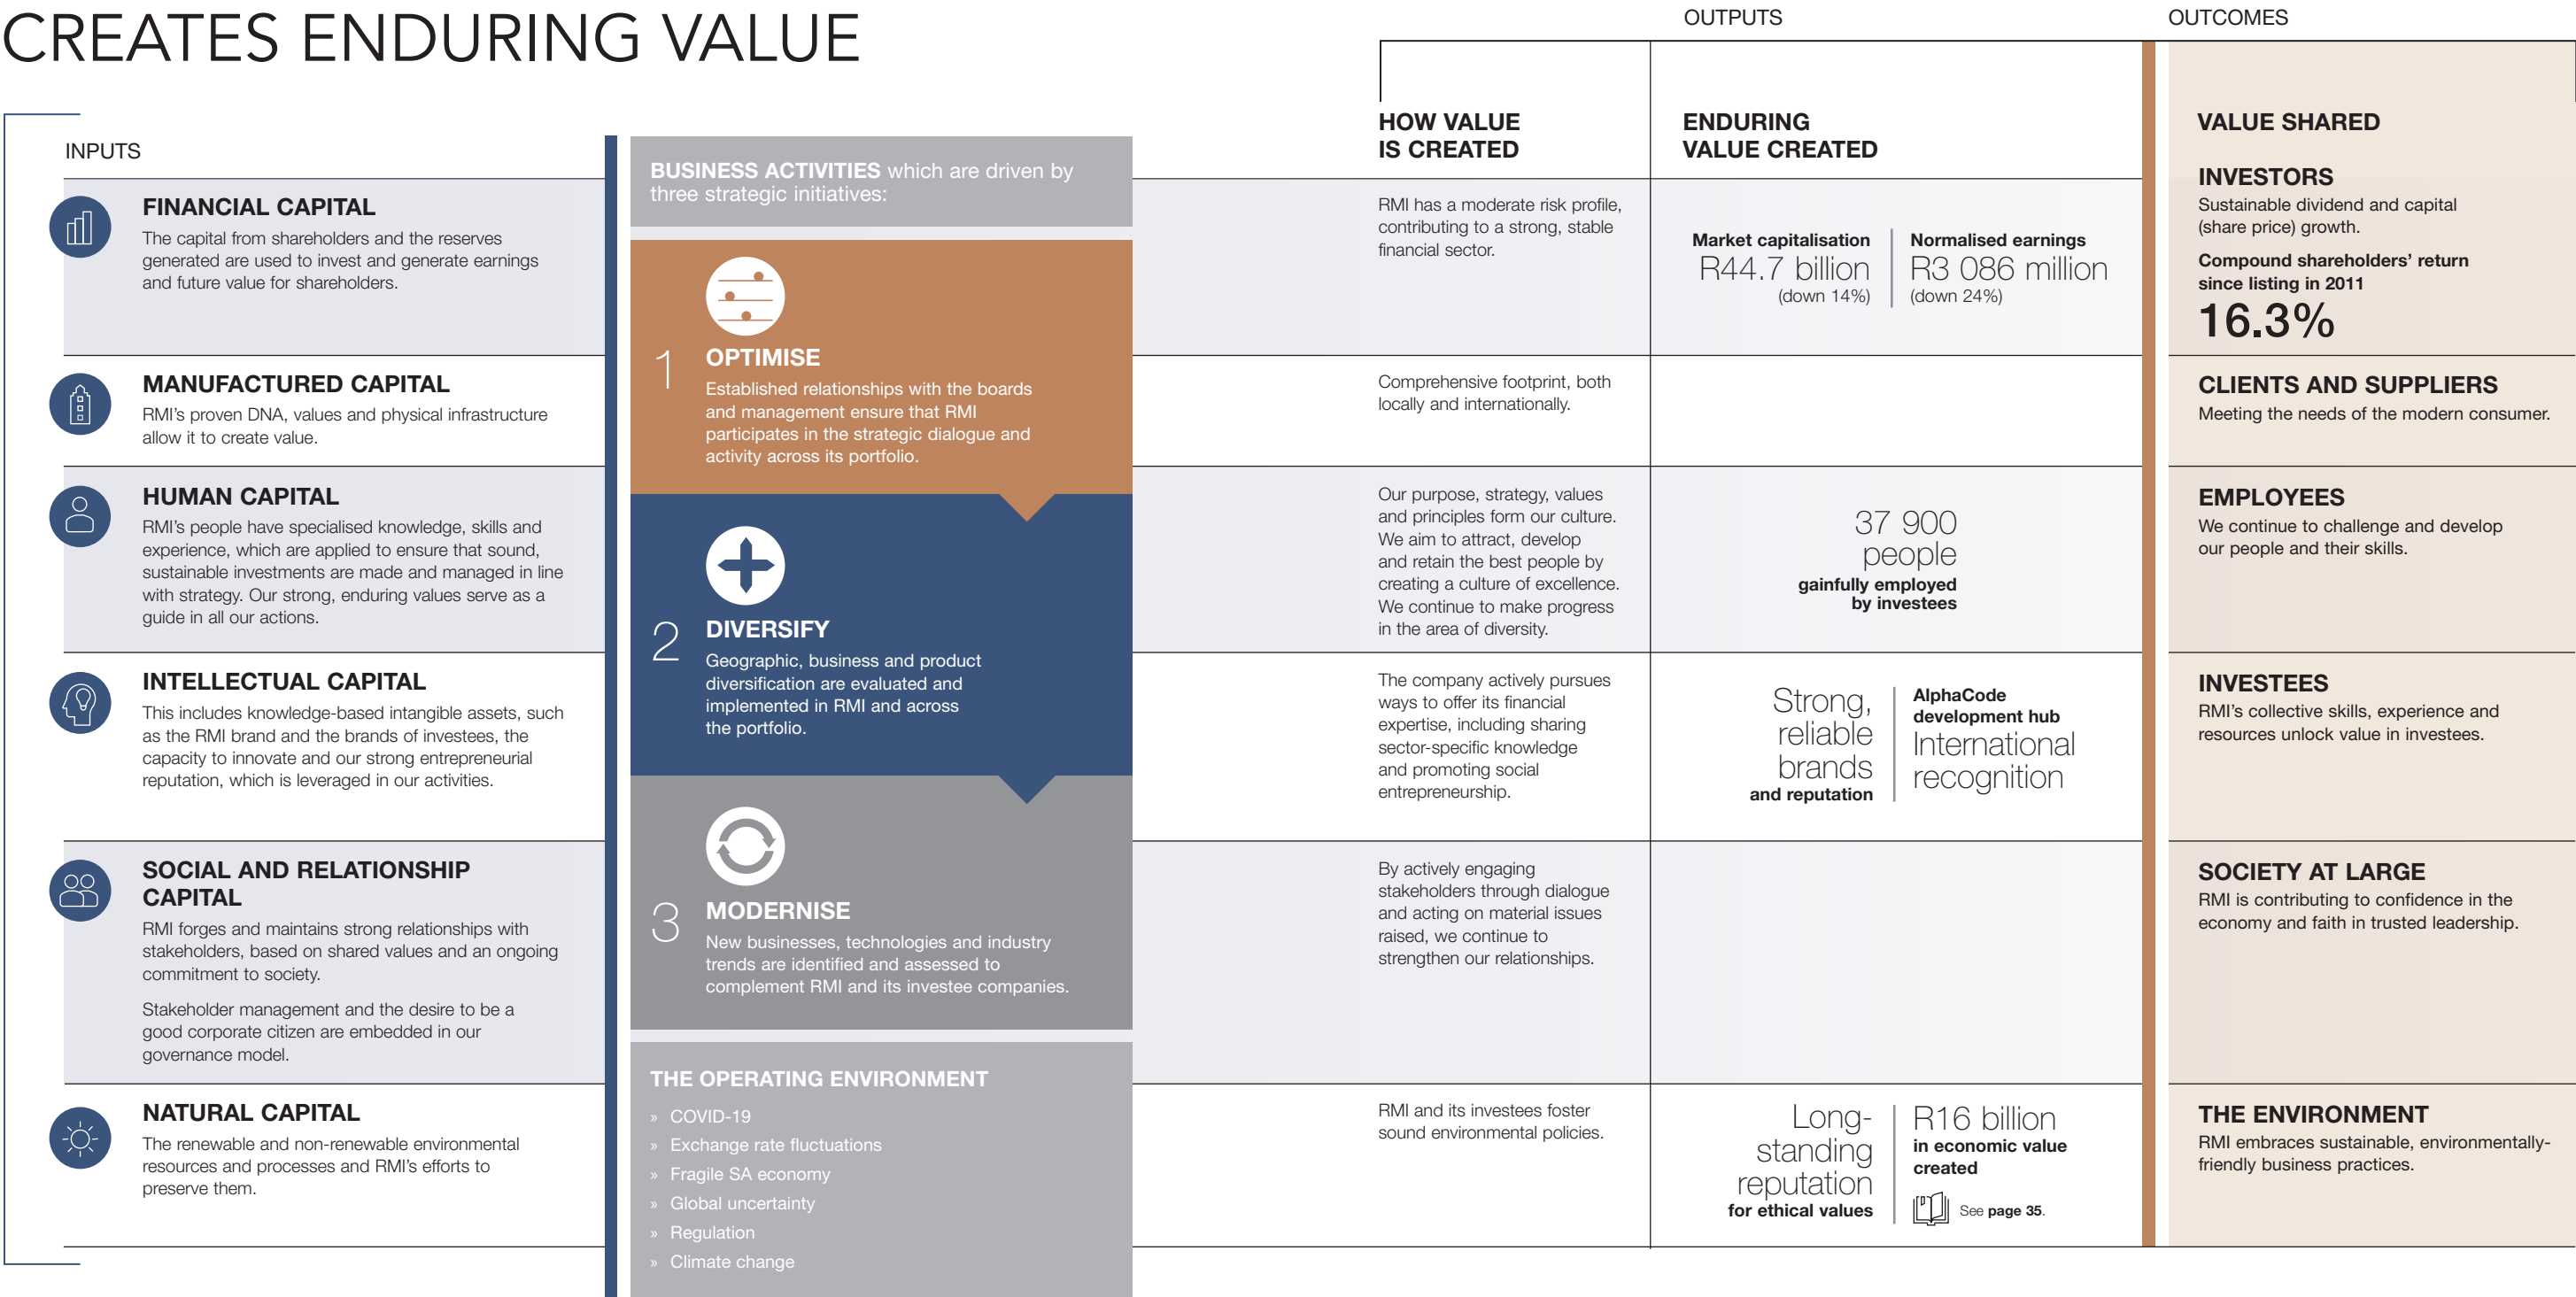 CREATES ENDURING VALUE
OUTPUTS
OUTCOMES
INPUTS
FINANCIAL CAPITAL
The capital from shareholders and the reserves
generated are used to invest and generate earnings
and future value for shareholders.
MANUFACTURED CAPITAL
RMI's proven DNA, values and physical infrastructure
allow it to create value.
HUMAN CAPITAL
RMI's people have specialised knowledge, skills and
experience, which are applied to ensure that sound,
sustainable investments are made and managed in line
with strategy. Our strong, enduring values serve as a
guide in all our actions.
INTELLECTUAL CAPITAL
This includes knowledge-based intangible assets, such
as the RMI brand and the brands of investees, the
capacity to innovate and our strong entrepreneurial
reputation, which is leveraged in our activities.
SOCIAL AND RELATIONSHIP
CAPITAL
RMI forges and maintains strong relationships with
stakeholders, based on shared values and an ongoing
commitment to society.
Stakeholder management and the desire to be a
good corporate citizen are embedded in our
governance model.
NATURAL CAPITAL
The renewable and non-renewable environmental
resources and processes and RMI's efforts to
preserve them.
BUSINESS ACTIVITIES which are driven by
three strategic initiatives:
1
OPTIMISE
Established relationships with the boards
and management ensure that RMI
participates in the strategic dialogue and
activity across its portfolio.
2
DIVERSIFY
Geographic, business and product
diversification are evaluated and
implemented in RMI and across
the portfolio.
3
MODERNISE
New businesses, technologies and industry
trends are identified and assessed to
complement RMI and its investee companies.
THE OPERATING ENVIRONMENT
» COVID-19
» Exchange rate fluctuations
» Fragile SA economy
» Global uncertainty
» Regulation
» Climate change
HOW VALUE
IS CREATED
RMI has a moderate risk profile,
contributing to a strong, stable
financial sector.
Comprehensive footprint, both
locally and internationally.
Our purpose, strategy, values
and principles form our culture.
We aim to attract, develop
and retain the best people by
creating a culture of excellence.
We continue to make progress
in the area of diversity.
The company actively pursues
ways to offer its financial
expertise, including sharing
sector-specific knowledge
and promoting social
entrepreneurship.
By actively engaging
stakeholders through dialogue
and acting on material issues
raised, we continue to
strengthen our relationships.
RMI and its investees foster
sound environmental policies.
ENDURING
VALUE CREATED
Market capitalisation
R44.7 billion
(down 14%)
Normalised earnings
R3 086 million
(down 24%)
37 900
people
gainfully employed
by investees
Strong,
reliable
brands
and reputation
AlphaCode
development hub
International
recognition
Long-
standing
reputation
for ethical values
R16 billion
in economic value
created
See page 35.
VALUE SHARED
INVESTORS
Sustainable dividend and capital
(share price) growth.
Compound shareholders' return
since listing in 2011
16.3%
CLIENTS AND SUPPLIERS
Meeting the needs of the modern consumer.
EMPLOYEES
We continue to challenge and develop
our people and their skills.
INVESTEES
RMI's collective skills, experience and
resources unlock value in investees.
SOCIETY AT LARGE
RMI is contributing to confidence in the
economy and faith in trusted leadership.
THE ENVIRONMENT
RMI embraces sustainable, environmentally-
friendly business practices.